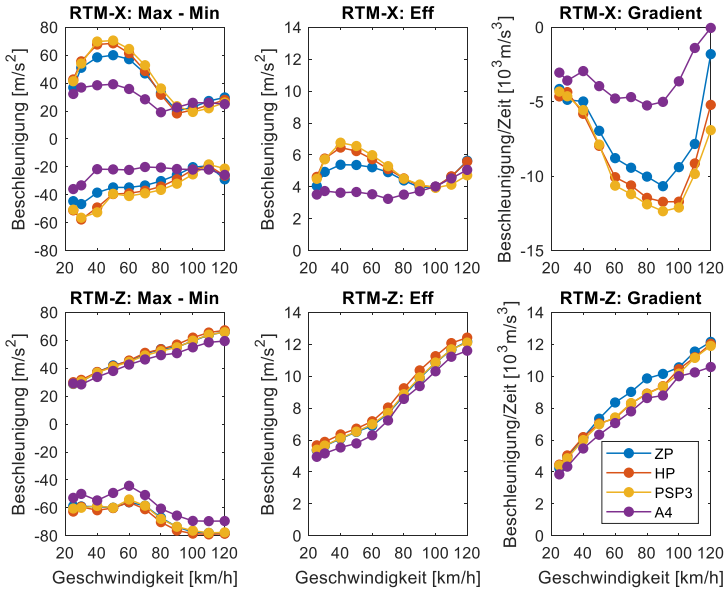 RTM-X: Max - Min
RTM-X: Eff
RTM-X: Gradient
Beschleunigung [m/s²]
80
60
40
20
0
-20
-40
-60
-80
20 40 60 80 100 120
Beschleunigung [m/s²]
14
12
10
8
6
4
2
0
20 40 60 80 100 120
Beschleunigung/Zeit [10³m/s³]
0
-5
-10
-15
20 40 60 80 100 120
RTM-Z: Max - Min
RTM-Z: Eff
RTM-Z: Gradient
Beschleunigung [m/s²]
80
60
40
20
0
-20
-40
-60
-80
20 40 60 80 100 120
Geschwindigkeit [km/h]
Beschleunigung [m/s²]
14
12
10
8
6
4
2
0
20 40 60 80 100 120
Geschwindigkeit [km/h]
Beschleunigung/Zeit [10³m/s³]
14
12
10
8
6
4
2
0
20 40 60 80 100 120
Geschwindigkeit [km/h]
ZP
HP
PSP3
A4